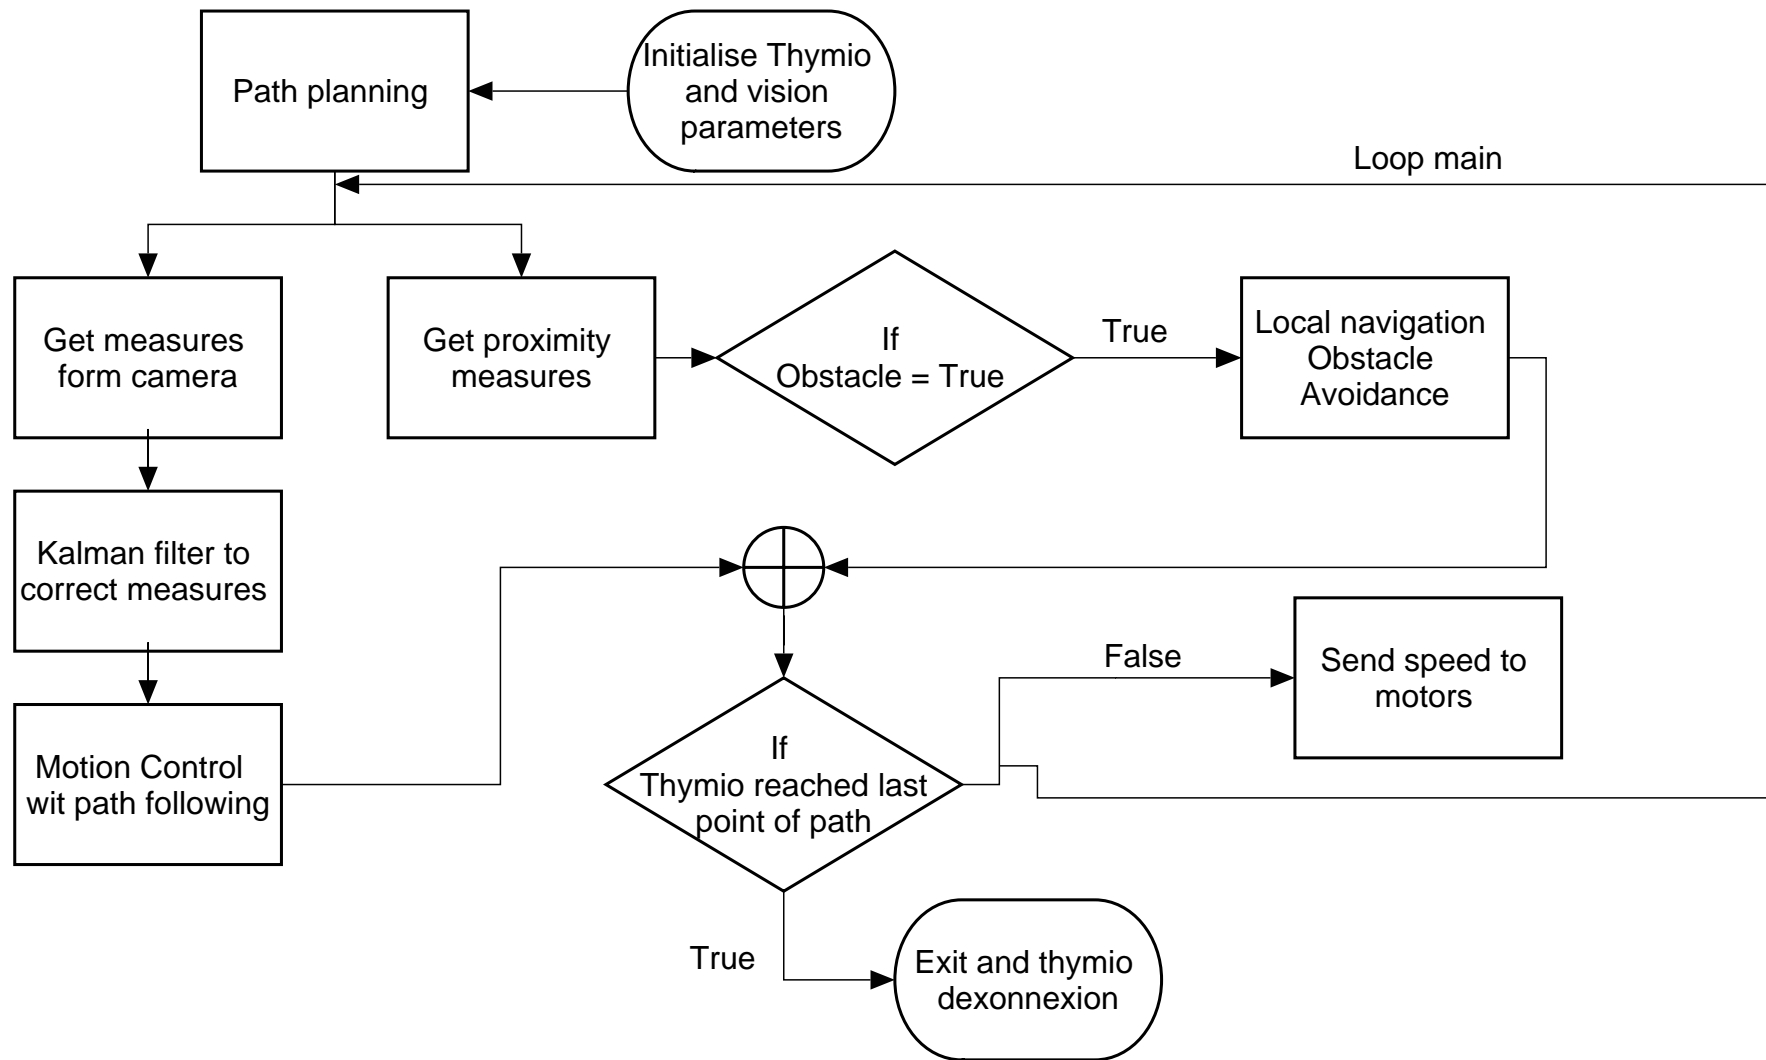 Path planning
Initialise Thymio
and vision
parameters
Loop main
Get measures
form camera
Get proximity
measures
If
Obstacle = True
True
Local navigation
Obstacle
Avoidance
Kalman filter to
correct measures
False
Send speed to
motors
Motion Control
wit path following
If
Thymio reached last
point of path
True
Exit and thymio
dexonnexion